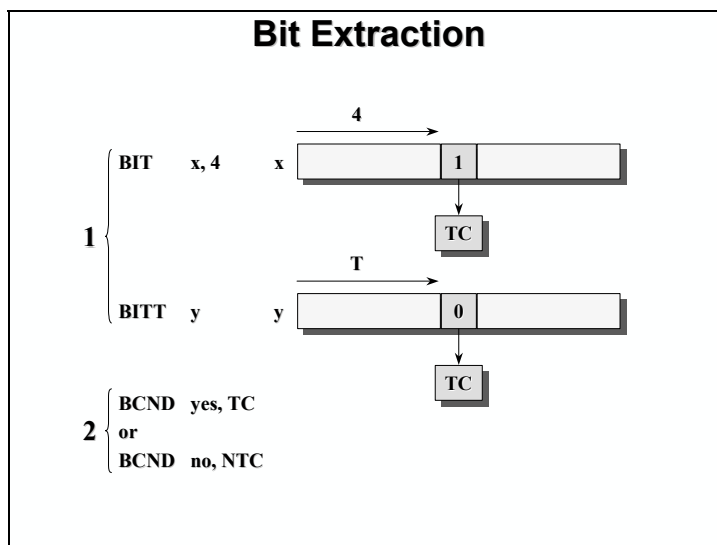 Bit Extraction
4
BIT x, 4 x 1
1
TC
T
BITT y y 0
TC
BCND yes, TC
2 or
BCND no, NTC